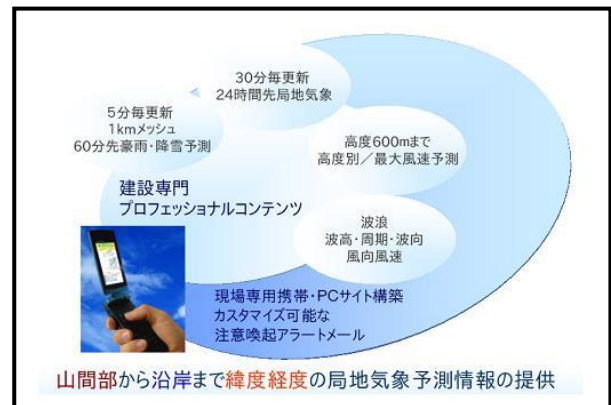 30分毎更新
24時間先局地気象
5分毎更新
1kmメッシュ
60分先豪雨・降雪予測
高度600mまで
高度別／最大風速予測
建設専門
プロフェッショナルコンテンツ
波浪
波高・周期・波向
風向風速
現場専用携帯・PCサイト構築
カスタマイズ可能な
注意喚起アラートメール
山間部から沿岸まで緯度経度の局地気象予測情報の提供